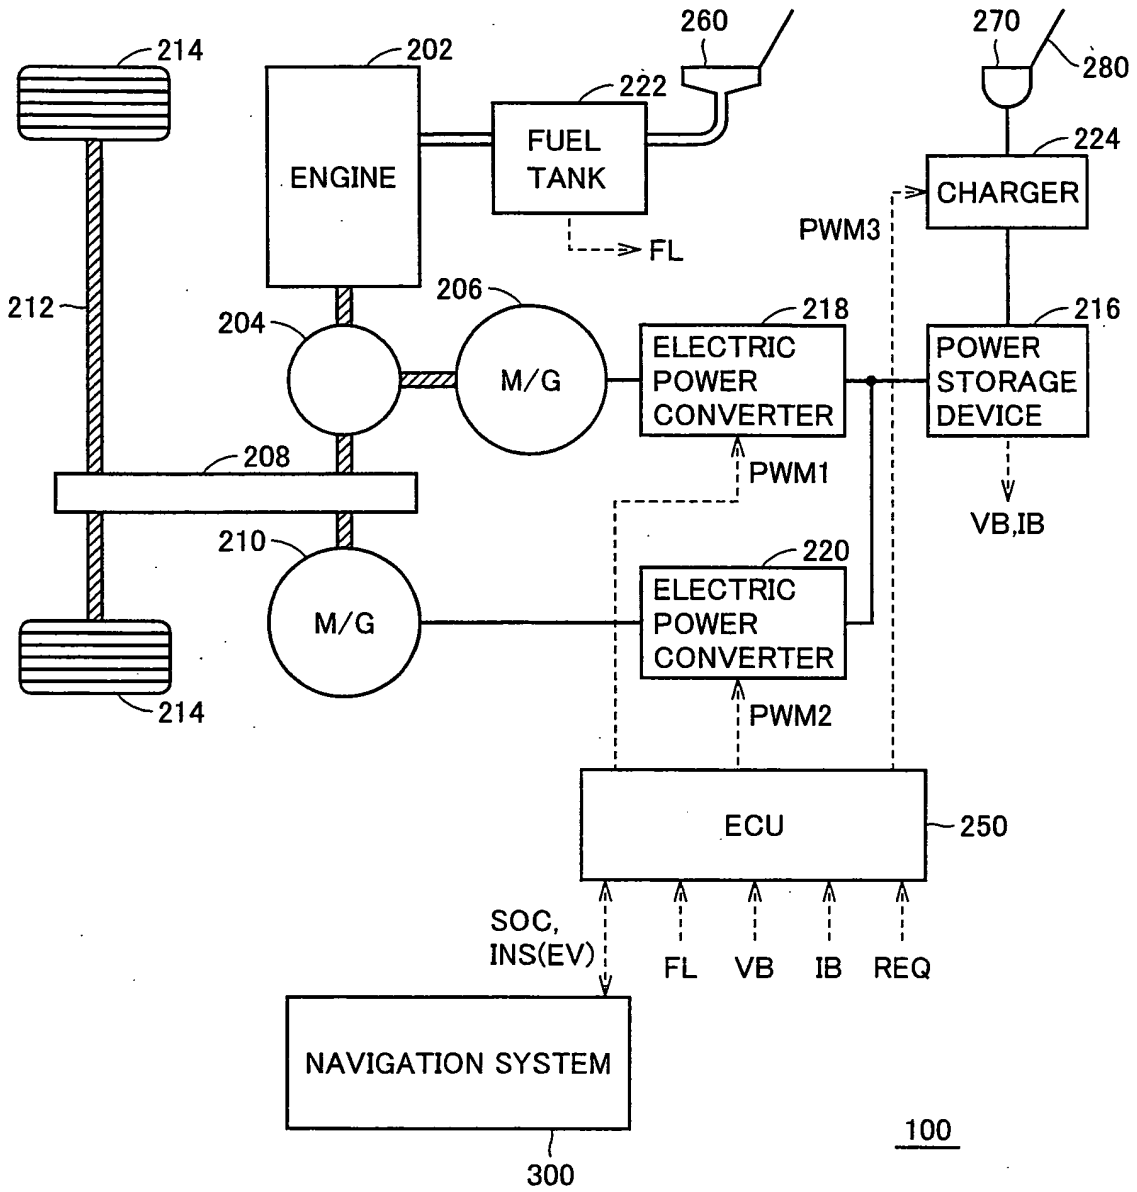 260
270
214
202
280
222
224
FUEL
TANK
ENGINE
CHARGER
PWM3
FL
206
212
218
216
204
ELECTRIC
POWER
CONVERTER
POWER
STORAGE
DEVICE
M/G
208
PWM1
VB,IB
210
220
ELECTRIC
POWER
CONVERTER
M/G
214
PWM2
ECU
250
SOC,
INS(EV)
FL VB IB REQ
NAVIGATION SYSTEM
100
300